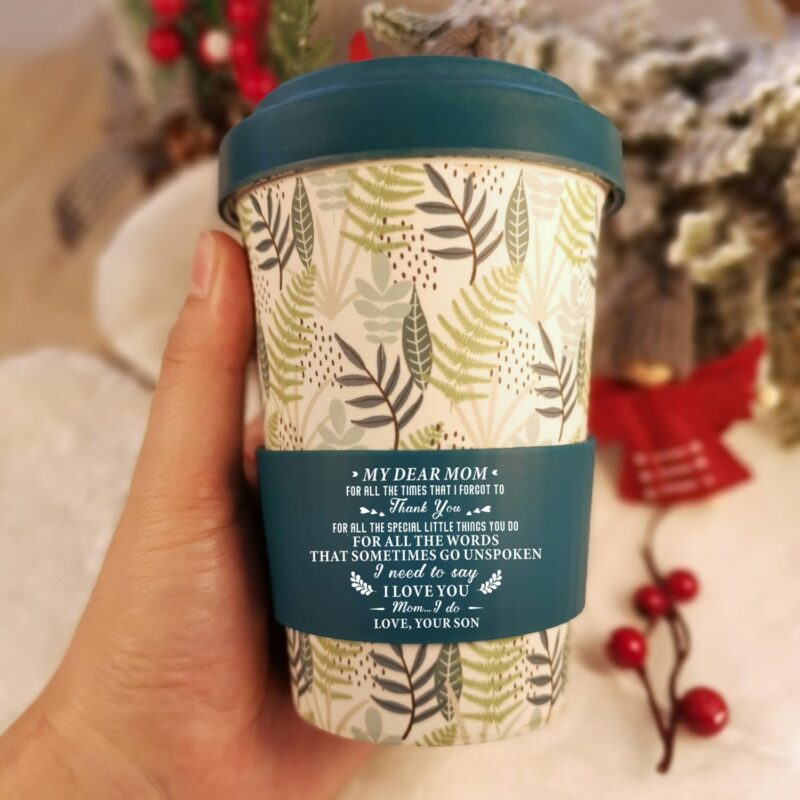 MY DEAR MOM
FOR ALL THE TIMES THAT I FORGOT TO
Thank You
FOR ALL THE SPECIAL LITTLE THINGS YOU DO
FOR ALL THE WORDS
THAT SOMETIMES GO UNSPOKEN
I need to say
I LOVE YOU
Mom...I do
LOVE, YOUR SON